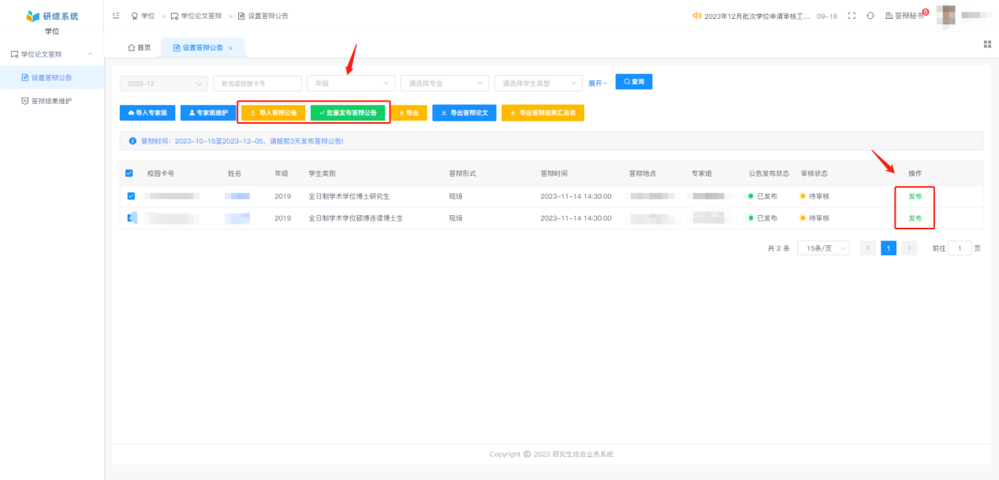 研综系统
学位
学位 > 学位论文答辩 > 设置答辩公告
2023年12月批次学位申请审核工... 09-18
答辩秘书 5
学位论文答辩
设置答辩公告
答辩结果维护
首页 设置答辩公告 ×
2023-12 姓名或校园卡号 年级 请选择专业 请选择学生类型 展开 查询
导入专家组 专家组维护 导入答辩公告 批量发布答辩公告 导出 导出答辩论文 导出答辩结果汇总表
答辩时间：2023-10-15至2023-12-05，请提前3天发布答辩公告!
校园卡号 姓名 年级 学生类别 答辩形式 答辩时间 答辩地点 专家组 公告发布状态 审核状态 操作
2019 全日制学术学位博士研究生 现场 2023-11-14 14:30:00 已发布 待审核 发布
2019 全日制学术学位硕博连读博士生 现场 2023-11-14 14:30:00 已发布 待审核 发布
共 2 条 15条/页 < 1 > 前往 1 页
Copyright © 2023 研究生综合业务系统